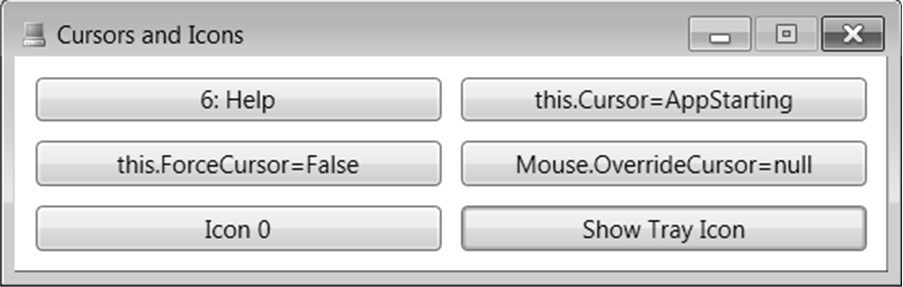 Cursors and Icons
6: Help
this.Cursor=AppStarting
this.ForceCursor=False
Mouse.OverrideCursor=null
Icon 0
Show Tray Icon